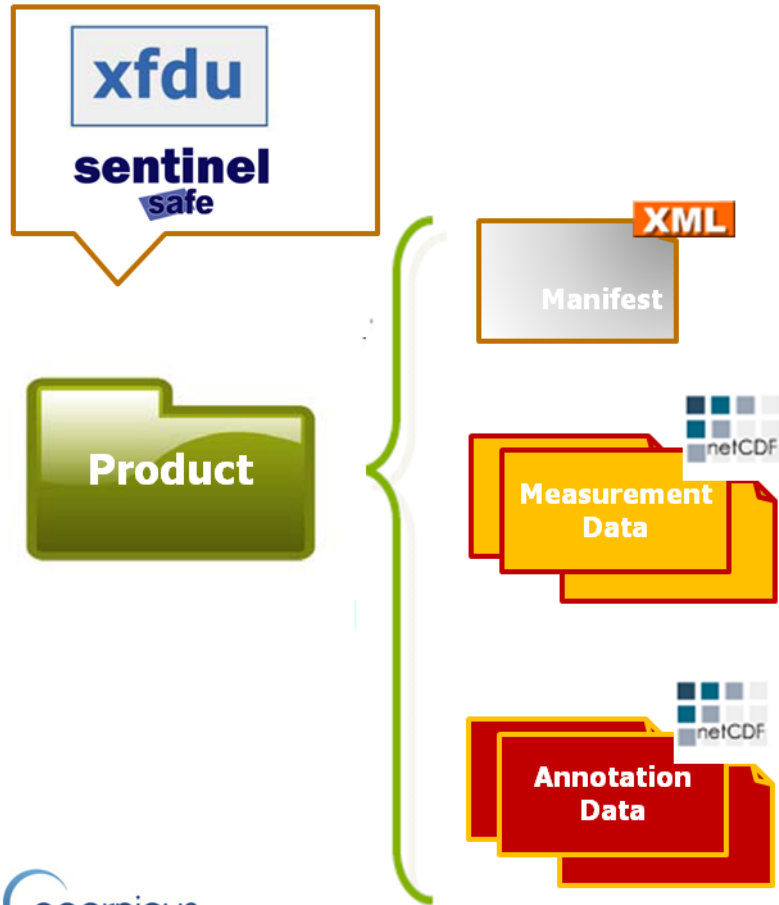 xfdu
sentinel
safe
XML
Manifest
Product
netCDF
Measurement
Data
netCDF
Annotation
Data